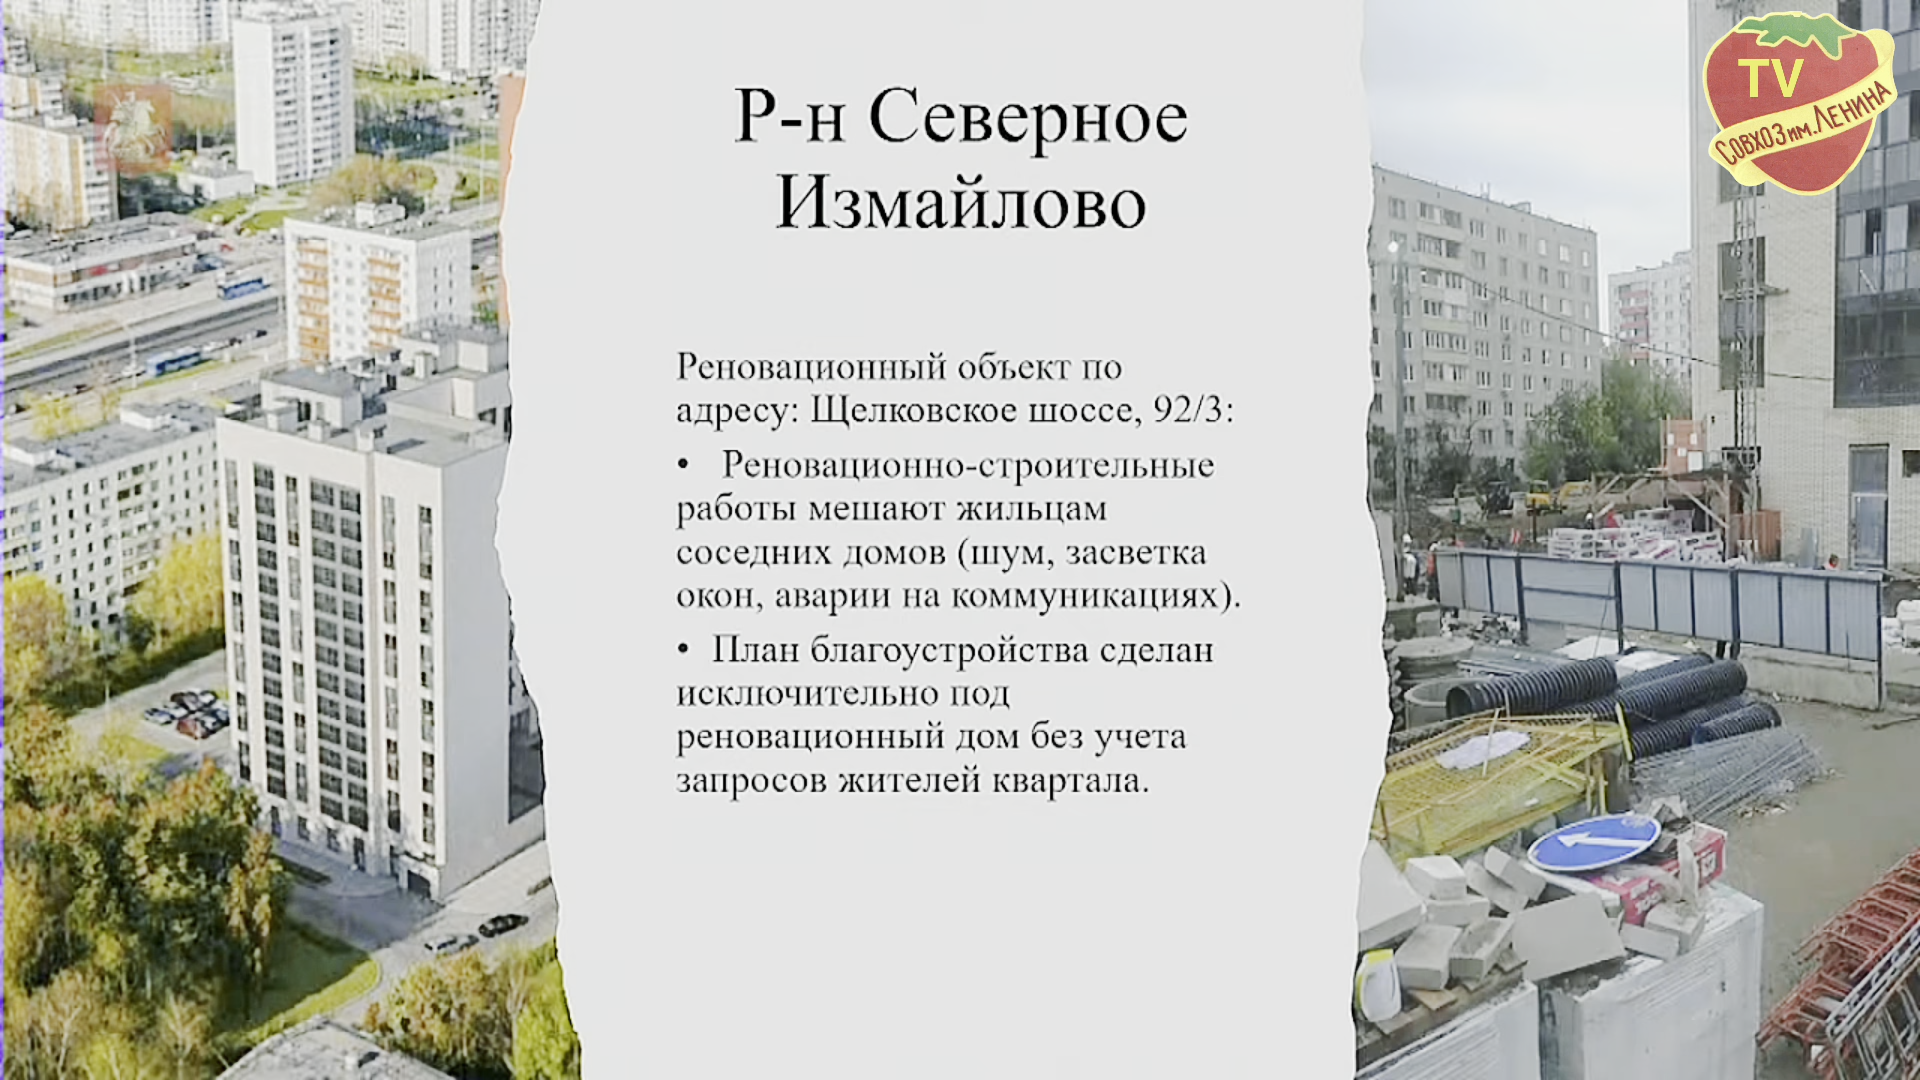 Р-н Северное
Измайлово
Реновационный объект по
адресу: Щелковское шоссе, 92/3:
• Реновационно-строительные
работы мешают жильцам
соседних домов (шум, засветка
окон, аварии на коммуникациях).
• План благоустройства сделан
исключительно под
реновационный дом без учета
запросов жителей квартала.
TV
СОВХОЗ им. ЛЕНИНА